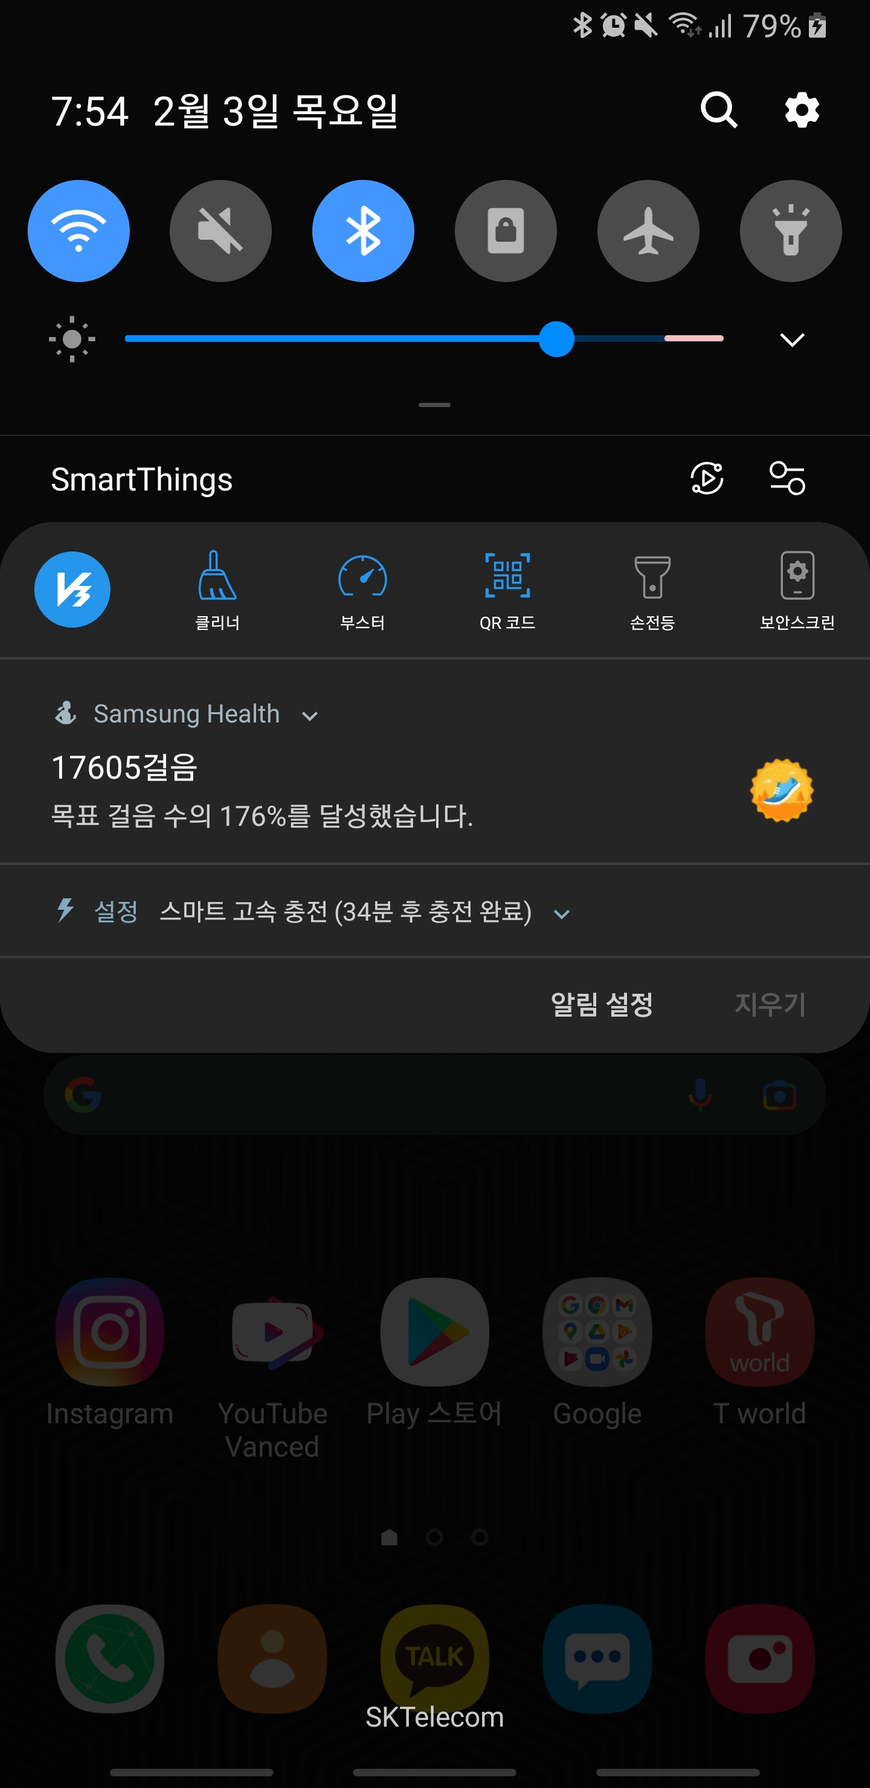 79%
7:54 2월 3일 목요일
SmartThings
클리너 부스터 QR 코드 손전등 보안스크린
Samsung Health
17605걸음
목표 걸음 수의 176%를 달성했습니다.
설정 스마트 고속 충전 (34분 후 충전 완료)
알림 설정 지우기
world
Instagram YouTube Play 스토어 Google T world
Vanced
TALK
SKTelecom